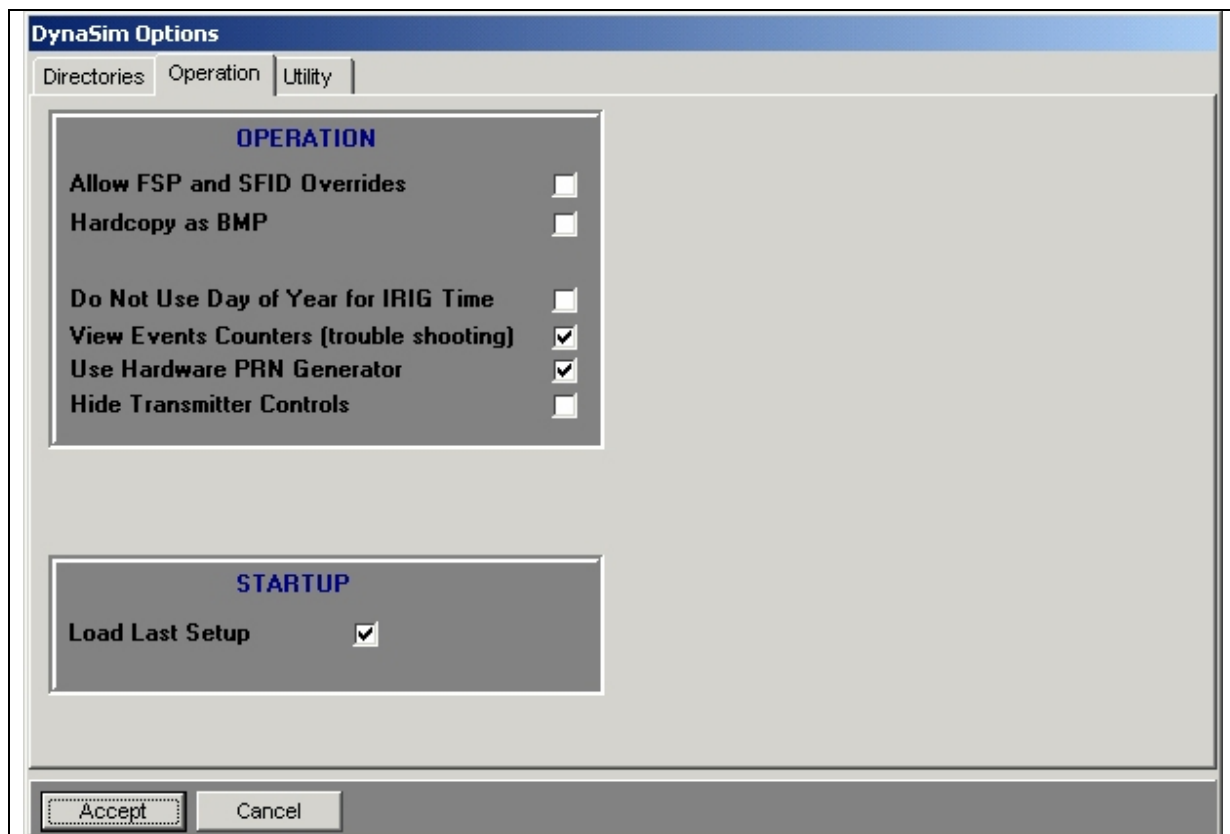 DynaSim Options
Directories Operation Utility
OPERATION
Allow FSP and SFID Overrides
Hardcopy as BMP
Do Not Use Day of Year for IRIG Time
View Events Counters (trouble shooting)
Use Hardware PRN Generator
Hide Transmitter Controls
STARTUP
Load Last Setup
Accept Cancel